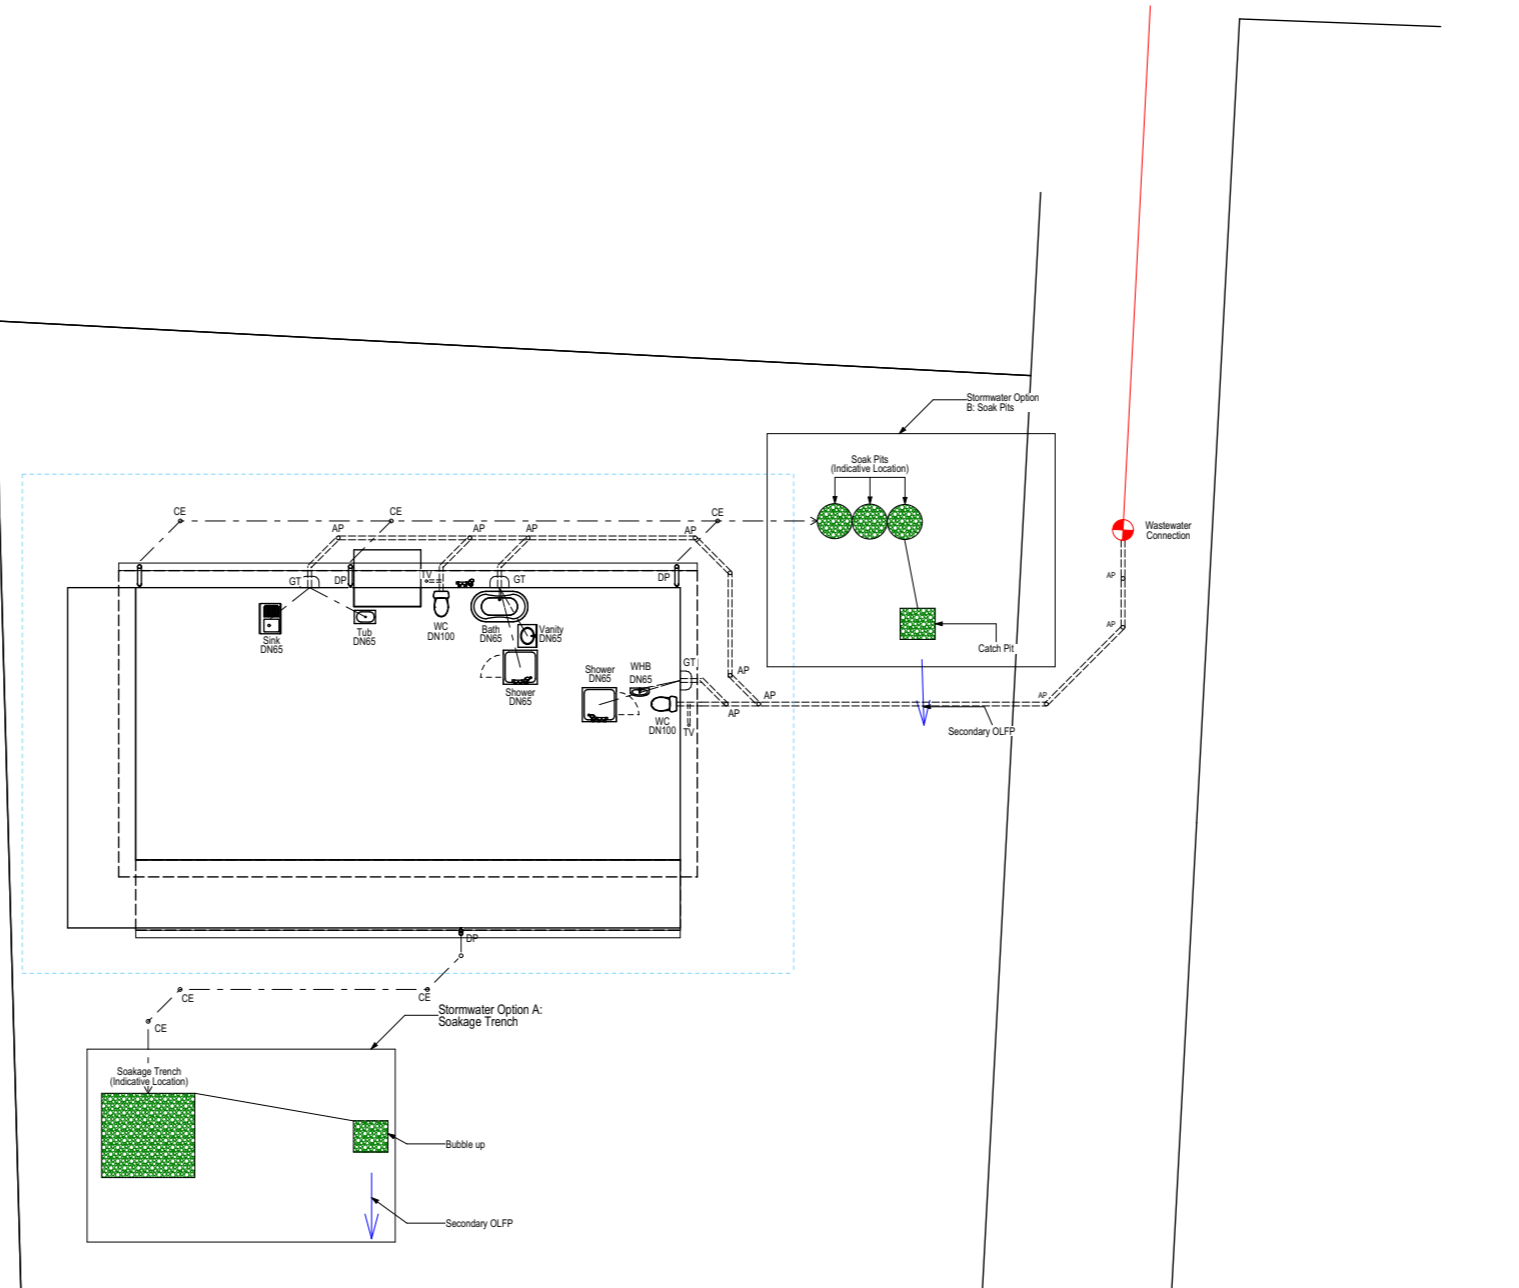 Stormwater Option
B: Soak Pits
Soak Pits
(Indicative Location)
CE
CE
CE
AP
AP
AP
AP
Wastewater
Connection
AP
AP
GT
DP
TV
GT
DP
Sink
DN65
Tub
DN65
WC
DN100
Bath
DN65
Vanity
DN65
Shower
DN65
Shower
DN65
WHB
DN65
GT
WC
DN100
TV
AP
AP
AP
AP
Catch Pit
Secondary OLFP
DP
CE
CE
CE
Stormwater Option A:
Soakage Trench
Soakage Trench
(Indicative Location)
Bubble up
Secondary OLFP